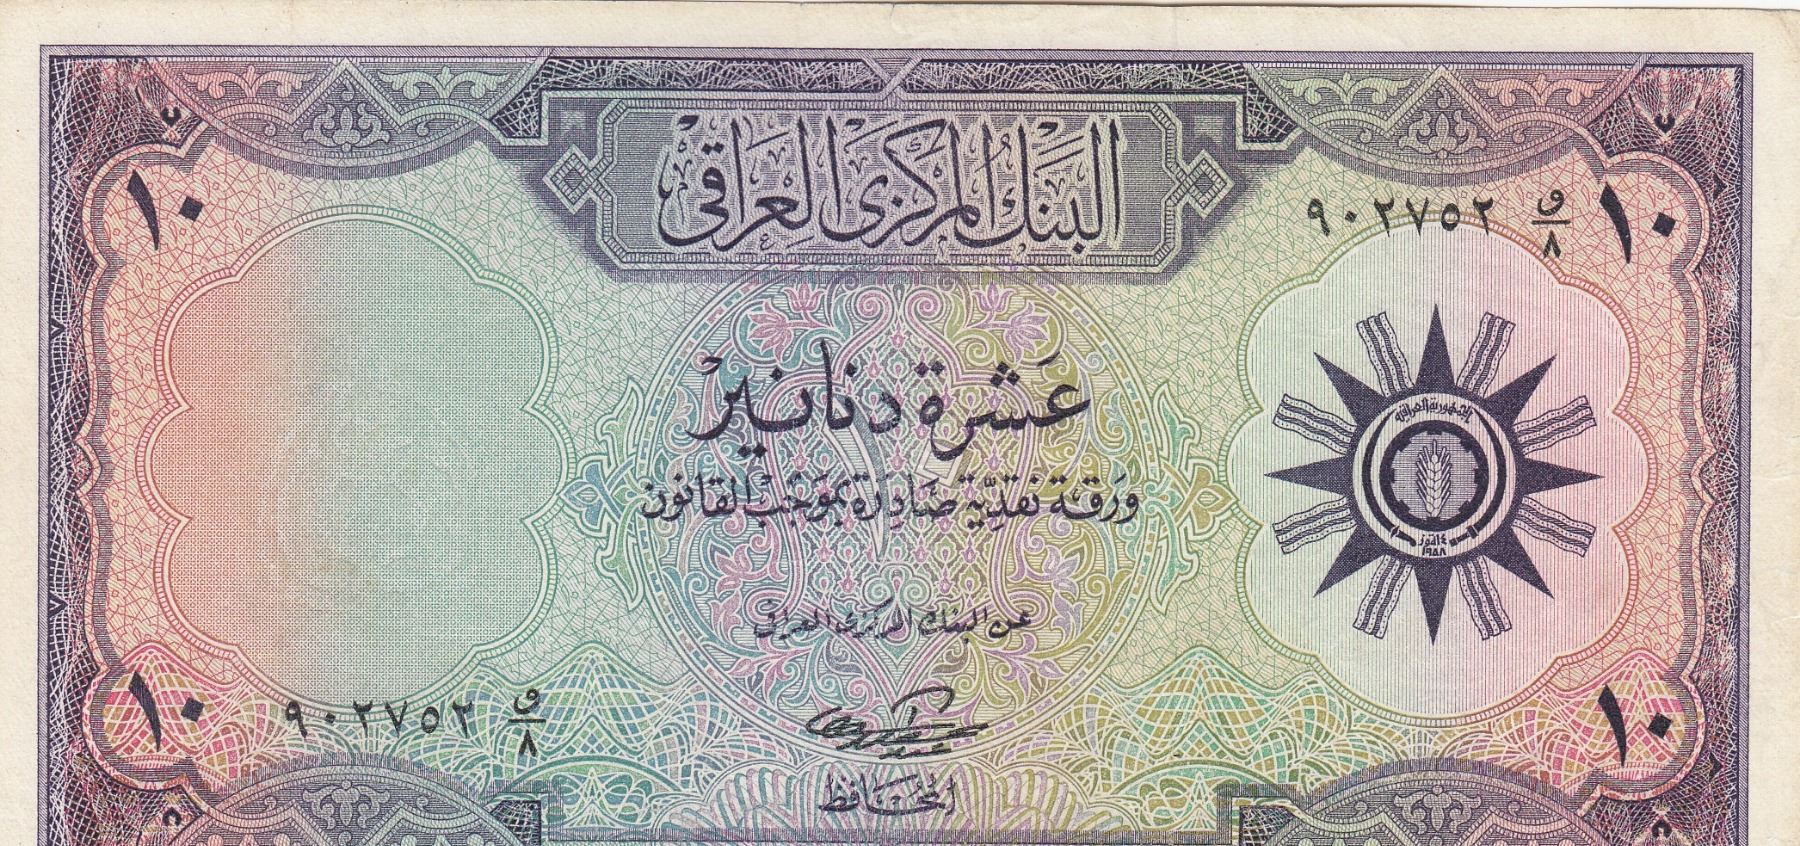 البنك المركزي العراقي
١٠
٩٠٢٧٥٢ و/٨
١٠
عشرة دنانير
ورقة نقدية صادرة بموجب القانون
الجمهورية العراقية
١٤ تموز
١٩٥٨
عن البنك المركزي العراقي
١٠
٩٠٢٧٥٢ و/٨
١٠
المحافظ